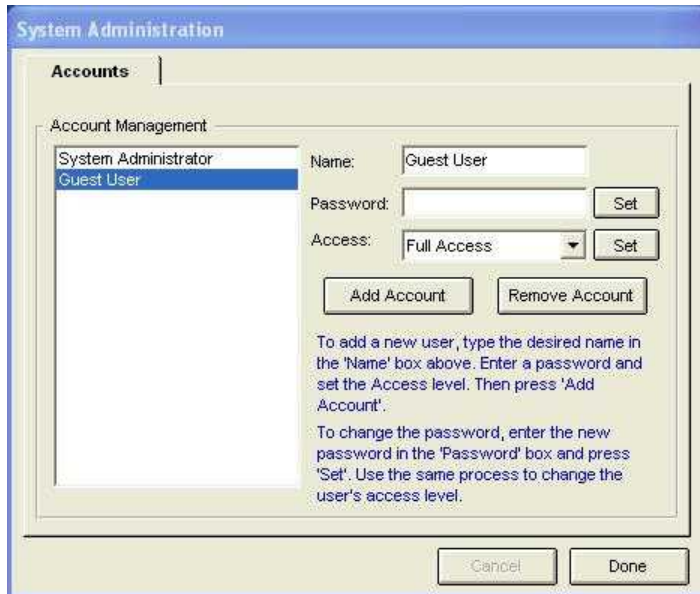 System Administration
Accounts
Account Management
System Administrator
Guest User
Name:
Guest User
Password:
Set
Access:
Full Access
Set
Add Account
Remove Account
To add a new user, type the desired name in
the 'Name' box above. Enter a password and
set the Access level. Then press 'Add
Account'.
To change the password, enter the new
password in the 'Password' box and press
'Set'. Use the same process to change the
user's access level.
Cancel
Done